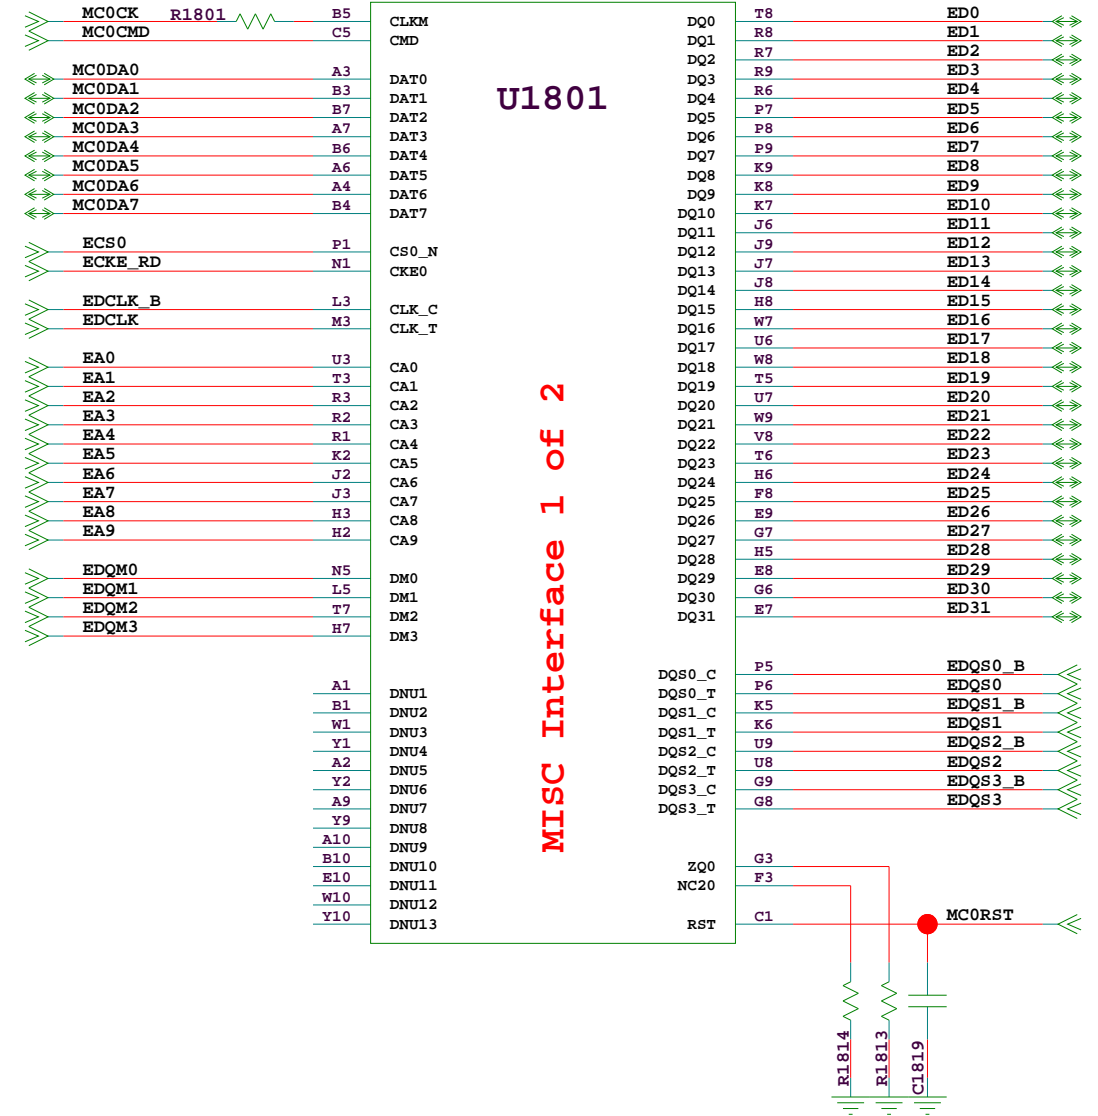 MC0CK R1801 B5 CLKM
MC0CMD C5 CMD
MC0DA0 A3 DAT0
MC0DA1 B3 DAT1
MC0DA2 B7 DAT2
MC0DA3 A7 DAT3
MC0DA4 B6 DAT4
MC0DA5 A6 DAT5
MC0DA6 A4 DAT6
MC0DA7 B4 DAT7
ECS0 P1 CS0_N
ECKE_RD N1 CKE0
EDCLK_B L3 CLK_C
EDCLK M3 CLK_T
EA0 U3 CA0
EA1 T3 CA1
EA2 R3 CA2
EA3 R2 CA3
EA4 R1 CA4
EA5 K2 CA5
EA6 J2 CA6
EA7 J3 CA7
EA8 H3 CA8
EA9 H2 CA9
EDQM0 N5 DM0
EDQM1 L5 DM1
EDQM2 T7 DM2
EDQM3 H7 DM3
A1 DNU1
B1 DNU2
W1 DNU3
Y1 DNU4
A2 DNU5
Y2 DNU6
A9 DNU7
Y9 DNU8
A10 DNU9
B10 DNU10
E10 DNU11
W10 DNU12
Y10 DNU13
U1801
MISC Interface 1 of 2
DQ0 T8 ED0
DQ1 R8 ED1
DQ2 R7 ED2
DQ3 R9 ED3
DQ4 R6 ED4
DQ5 P7 ED5
DQ6 P8 ED6
DQ7 P9 ED7
DQ8 K9 ED8
DQ9 K8 ED9
DQ10 K7 ED10
DQ11 J6 ED11
DQ12 J9 ED12
DQ13 J7 ED13
DQ14 J8 ED14
DQ15 H8 ED15
DQ16 W7 ED16
DQ17 U6 ED17
DQ18 W8 ED18
DQ19 T5 ED19
DQ20 U7 ED20
DQ21 W9 ED21
DQ22 V8 ED22
DQ23 T6 ED23
DQ24 H6 ED24
DQ25 F8 ED25
DQ26 E9 ED26
DQ27 G7 ED27
DQ28 H5 ED28
DQ29 E8 ED29
DQ30 G6 ED30
DQ31 E7 ED31
DQS0_C P5 EDQS0_B
DQS0_T P6 EDQS0
DQS1_C K5 EDQS1_B
DQS1_T K6 EDQS1
DQS2_C U9 EDQS2_B
DQS2_T U8 EDQS2
DQS3_C G9 EDQS3_B
DQS3_T G8 EDQS3
ZQ0 G3
NC20 F3
RST C1 MC0RST
R1814
R1813
C1819